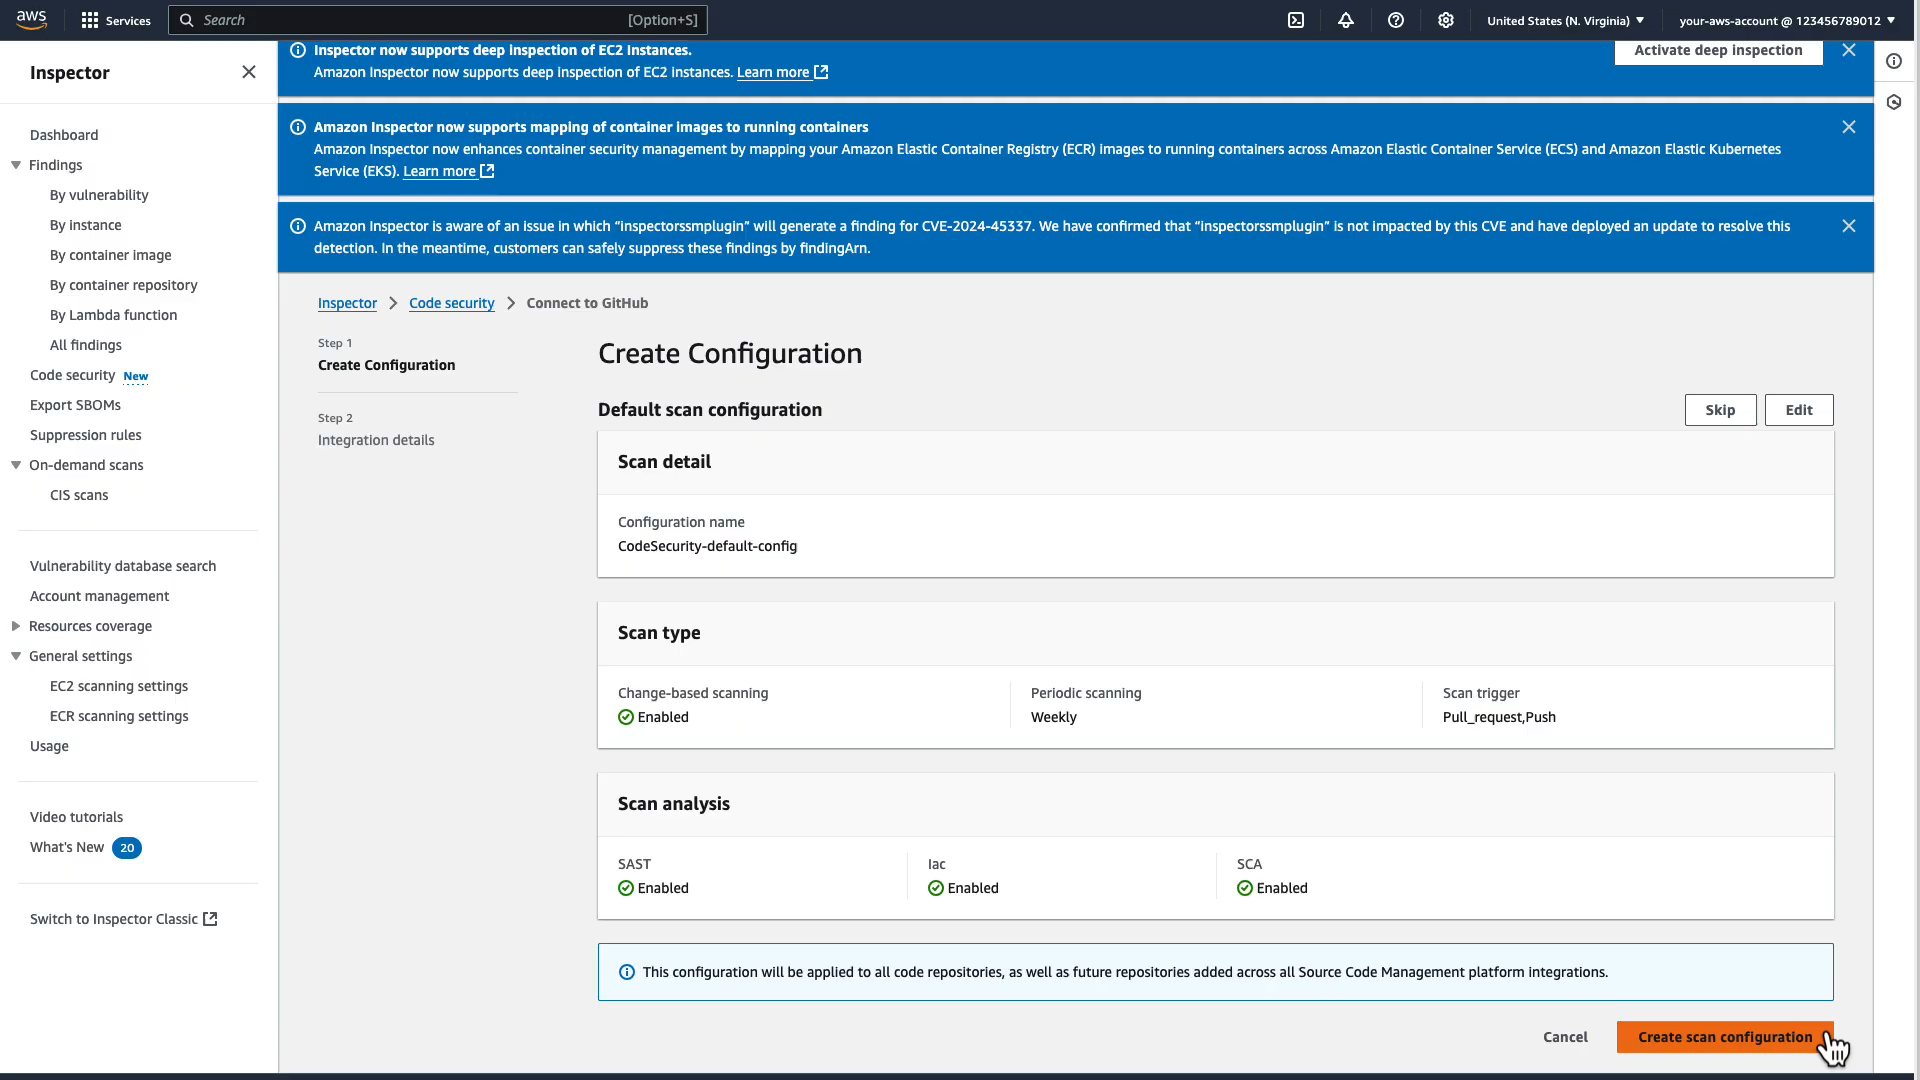 aws
Services
Search
[Option+S]
United States (N. Virginia)
your-aws-account @ 123456789012
Inspector
Dashboard
Findings
By vulnerability
By instance
By container image
By container repository
By Lambda function
All findings
Code security New
Export SBOMs
Suppression rules
On-demand scans
CIS scans
Vulnerability database search
Account management
Resources coverage
General settings
EC2 scanning settings
ECR scanning settings
Usage
Video tutorials
What's New 20
Switch to Inspector Classic
Inspector now supports deep inspection of EC2 Instances.
Amazon Inspector now supports deep inspection of EC2 instances. Learn more
Activate deep inspection
Amazon Inspector now supports mapping of container images to running containers
Amazon Inspector now enhances container security management by mapping your Amazon Elastic Container Registry (ECR) images to running containers across Amazon Elastic Container Service (ECS) and Amazon Elastic Kubernetes
Service (EKS). Learn more
Amazon Inspector is aware of an issue in which “inspectorssmplugin” will generate a finding for CVE-2024-45337. We have confirmed that “inspectorssmplugin” is not impacted by this CVE and have deployed an update to resolve this
detection. In the meantime, customers can safely suppress these findings by findingArn.
Inspector > Code security > Connect to GitHub
Step 1
Create Configuration
Step 2
Integration details
Create Configuration
Default scan configuration
Skip
Edit
Scan detail
Configuration name
CodeSecurity-default-config
Scan type
Change-based scanning
Enabled
Periodic scanning
Weekly
Scan trigger
Pull_request,Push
Scan analysis
SAST
Enabled
Iac
Enabled
SCA
Enabled
This configuration will be applied to all code repositories, as well as future repositories added across all Source Code Management platform integrations.
Cancel
Create scan configuration